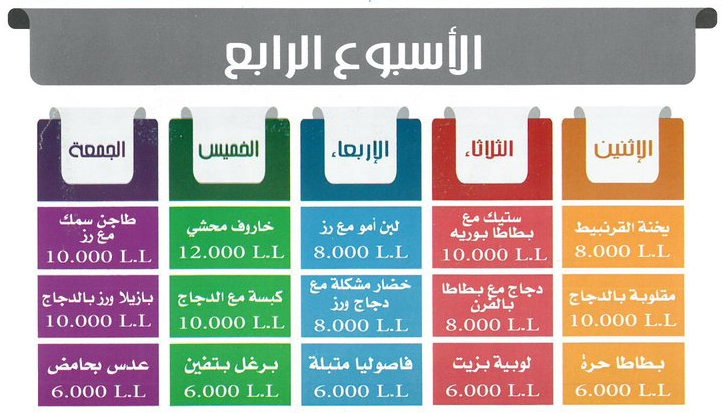 الأسبوع الرابع
الإثنين
الثلاثاء
الإربعاء
الخميس
الجمعة
يخنة القرنبيط
8.000 L.L
ستيك مع
بطاطا بوريه
10.000 L.L
لبن أمو مع رز
8.000 L.L
خاروف محشي
12.000 L.L
طاجن سمك
مع رز
10.000 L.L
مقلوبة بالدجاج
10.000 L.L
دجاج مع بطاطا
بالفرن
8.000 L.L
خضار مشكلة مع
دجاج ورز
8.000 L.L
كبسة مع الدجاج
10.000 L.L
بازيلا ورز بالدجاج
10.000 L.L
بطاطا حرة
6.000 L.L
لوبية بزيت
6.000 L.L
فاصوليا متبلة
6.000 L.L
برغل بتفين
6.000 L.L
عدس بحامض
6.000 L.L